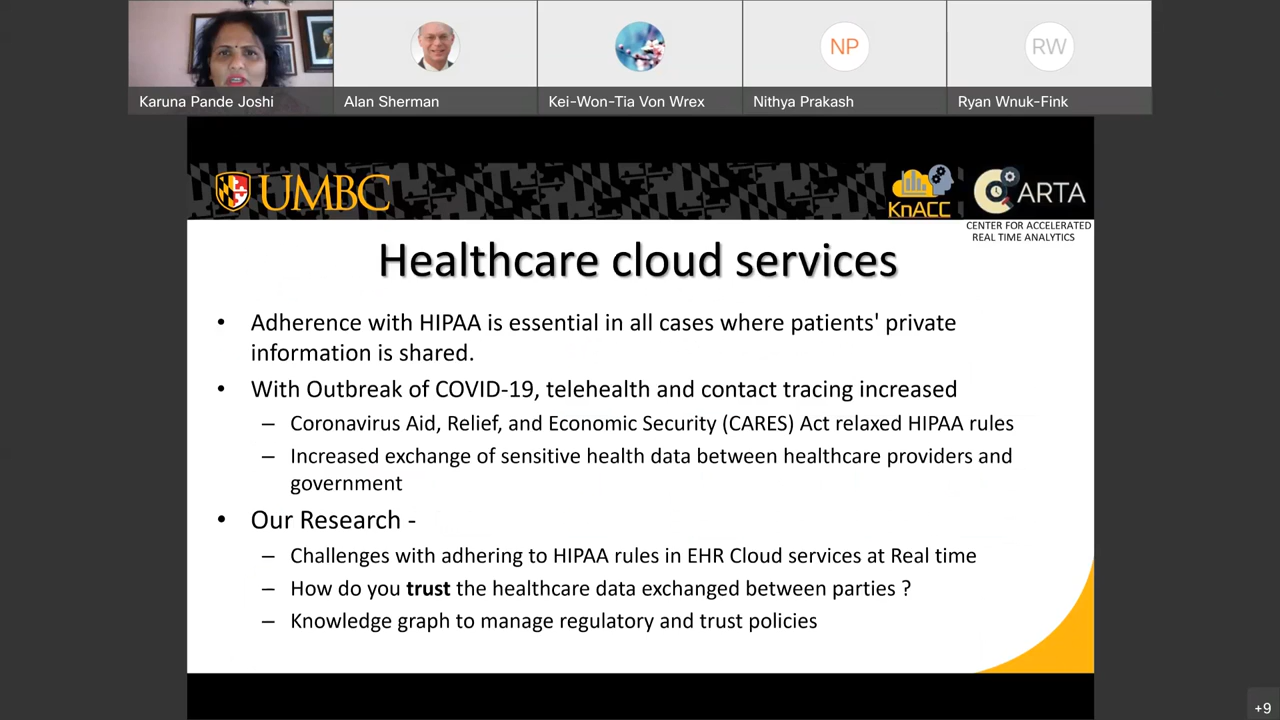 NP
RW
Karuna Pande Joshi
Alan Sherman
Kei-Won-Tia Von Wrex
Nithya Prakash
Ryan Wnuk-Fink
UMBC
KnACC
CARTA
CENTER FOR ACCELERATED
REAL TIME ANALYTICS
Healthcare cloud services
• Adherence with HIPAA is essential in all cases where patients' private
information is shared.
• With Outbreak of COVID-19, telehealth and contact tracing increased
– Coronavirus Aid, Relief, and Economic Security (CARES) Act relaxed HIPAA rules
– Increased exchange of sensitive health data between healthcare providers and
government
• Our Research -
– Challenges with adhering to HIPAA rules in EHR Cloud services at Real time
– How do you trust the healthcare data exchanged between parties ?
– Knowledge graph to manage regulatory and trust policies
+9